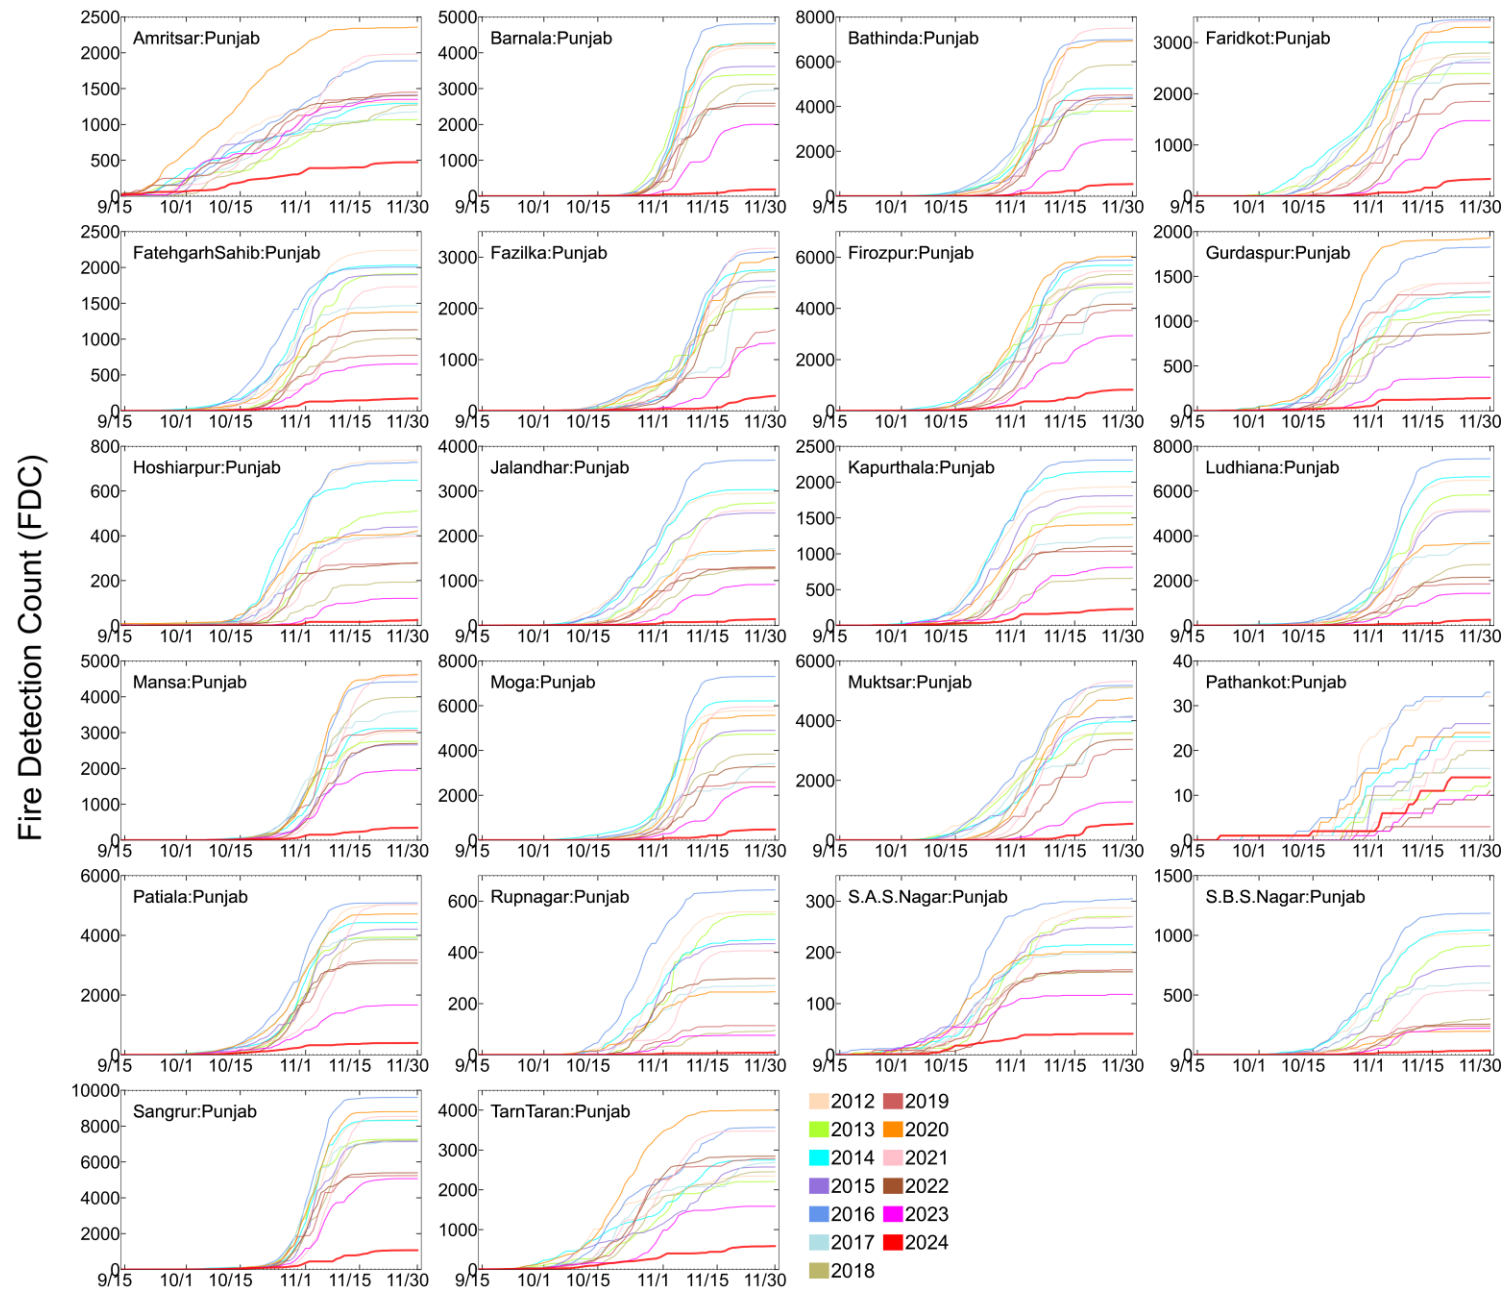 Fire Detection Count (FDC)
Amritsar:Punjab
2500
2000
1500
1000
500
0
9/15 10/1 10/15 11/1 11/15 11/30
Barnala:Punjab
5000
4000
3000
2000
1000
0
9/15 10/1 10/15 11/1 11/15 11/30
Bathinda:Punjab
8000
6000
4000
2000
0
9/15 10/1 10/15 11/1 11/15 11/30
Faridkot:Punjab
3000
2000
1000
0
9/15 10/1 10/15 11/1 11/15 11/30
FatehgarhSahib:Punjab
2500
2000
1500
1000
500
0
9/15 10/1 10/15 11/1 11/15 11/30
Fazilka:Punjab
3000
2000
1000
0
9/15 10/1 10/15 11/1 11/15 11/30
Firozpur:Punjab
6000
4000
2000
0
9/15 10/1 10/15 11/1 11/15 11/30
Gurdaspur:Punjab
2000
1500
1000
500
0
9/15 10/1 10/15 11/1 11/15 11/30
Hoshiarpur:Punjab
800
600
400
200
0
9/15 10/1 10/15 11/1 11/15 11/30
Jalandhar:Punjab
4000
3000
2000
1000
0
9/15 10/1 10/15 11/1 11/15 11/30
Kapurthala:Punjab
2500
2000
1500
1000
500
0
9/15 10/1 10/15 11/1 11/15 11/30
Ludhiana:Punjab
8000
6000
4000
2000
0
9/15 10/1 10/15 11/1 11/15 11/30
Mansa:Punjab
5000
4000
3000
2000
1000
0
9/15 10/1 10/15 11/1 11/15 11/30
Moga:Punjab
8000
6000
4000
2000
0
9/15 10/1 10/15 11/1 11/15 11/30
Muktsar:Punjab
6000
4000
2000
0
9/15 10/1 10/15 11/1 11/15 11/30
Pathankot:Punjab
40
30
20
10
0
9/15 10/1 10/15 11/1 11/15 11/30
Patiala:Punjab
6000
4000
2000
0
9/15 10/1 10/15 11/1 11/15 11/30
Rupnagar:Punjab
600
400
200
0
9/15 10/1 10/15 11/1 11/15 11/30
S.A.S.Nagar:Punjab
300
200
100
0
9/15 10/1 10/15 11/1 11/15 11/30
S.B.S.Nagar:Punjab
1500
1000
500
0
9/15 10/1 10/15 11/1 11/15 11/30
Sangrur:Punjab
10000
8000
6000
4000
2000
0
9/15 10/1 10/15 11/1 11/15 11/30
TarnTaran:Punjab
4000
3000
2000
1000
0
9/15 10/1 10/15 11/1 11/15 11/30
2012 2019
2013 2020
2014 2021
2015 2022
2016 2023
2017 2024
2018